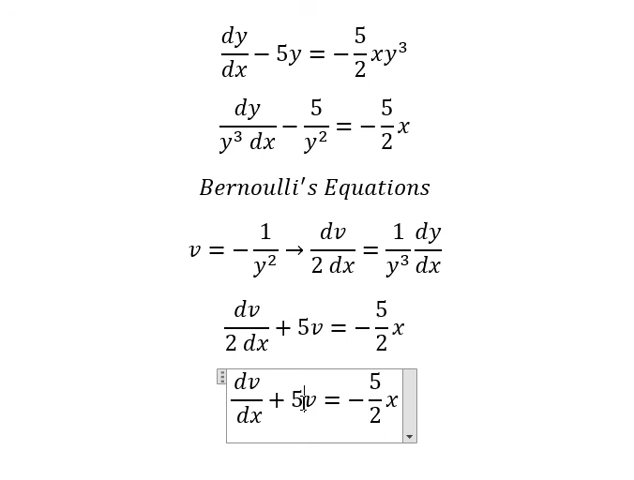 dy/dx − 5y = −5/2 xy³
dy/y³ dx − 5/y² = −5/2 x
Bernoulli's Equations
v = −1/y² → dv/2 dx = 1/y³ dy/dx
dv/2 dx + 5v = −5/2 x
dv/dx + 5v = −5/2 x